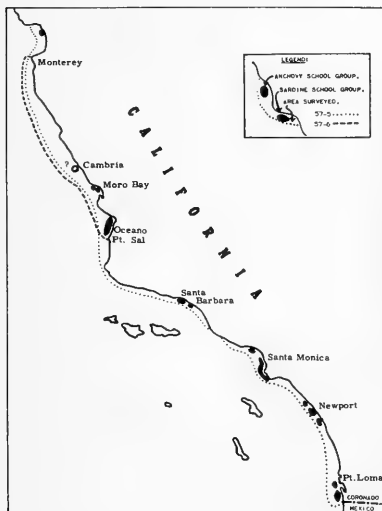 Monterey
LEGEND:
ANCHOVY SCHOOL GROUP.
SARDINE SCHOOL GROUP.
AREA SURVEYED.
57-5
57-6
CALIFORNIA
? Cambria
Moro Bay
Oceano
Pt. Sal
Santa
Barbara
Santa Monica
Newport
Pt. Loma
CORONADO
MEXICO